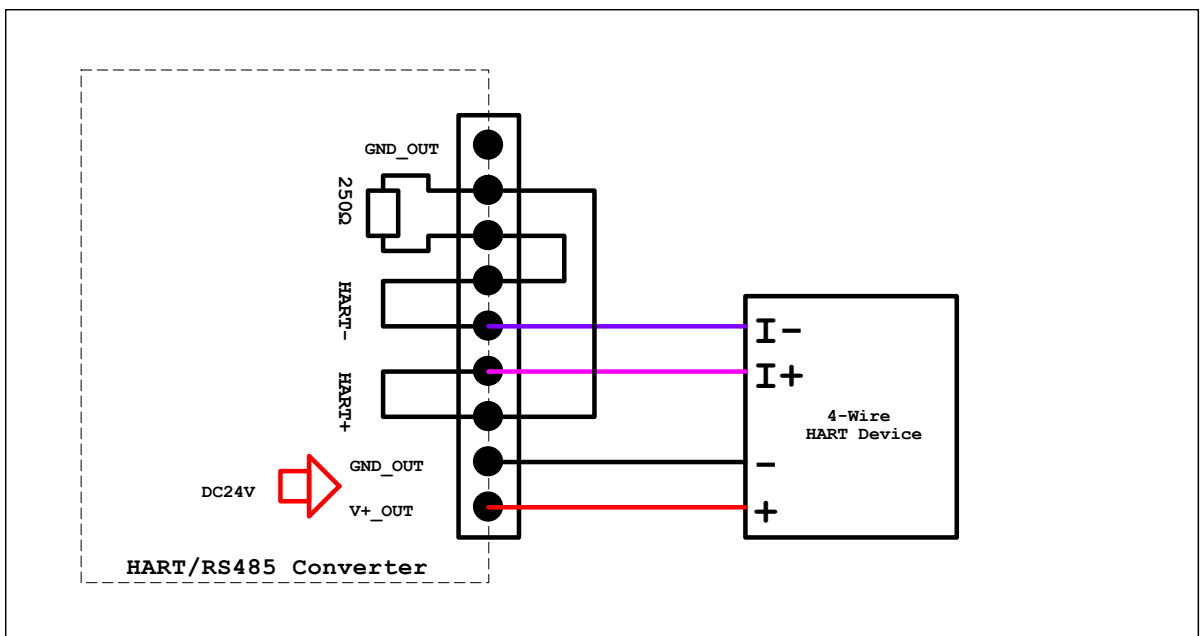 GND_OUT
250Ω
HART-
HART+
GND_OUT
DC24V
V+_OUT
HART/RS485 Converter
I-
I+
4-Wire
HART Device
-
+